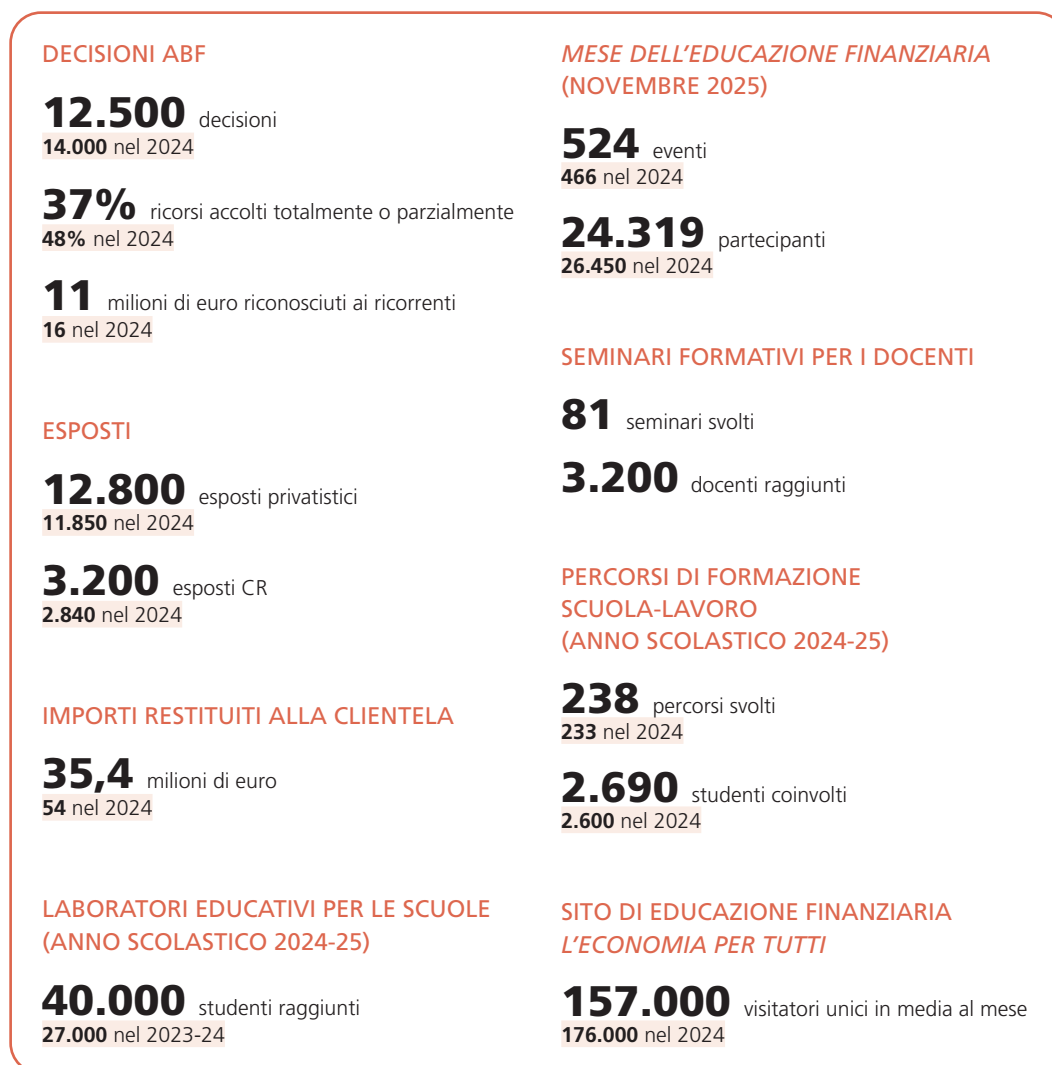 DECISIONI ABF
12.500 decisioni
14.000 nel 2024
37% ricorsi accolti totalmente o parzialmente
48% nel 2024
11 milioni di euro riconosciuti ai ricorrenti
16 nel 2024
ESPOSTI
12.800 esposti privatistici
11.850 nel 2024
3.200 esposti CR
2.840 nel 2024
IMPORTI RESTITUITI ALLA CLIENTELA
35,4 milioni di euro
54 nel 2024
LABORATORI EDUCATIVI PER LE SCUOLE
(ANNO SCOLASTICO 2024-25)
40.000 studenti raggiunti
27.000 nel 2023-24
MESE DELL’EDUCAZIONE FINANZIARIA
(NOVEMBRE 2025)
524 eventi
466 nel 2024
24.319 partecipanti
26.450 nel 2024
SEMINARI FORMATIVI PER I DOCENTI
81 seminari svolti
3.200 docenti raggiunti
PERCORSI DI FORMAZIONE
SCUOLA-LAVORO
(ANNO SCOLASTICO 2024-25)
238 percorsi svolti
233 nel 2024
2.690 studenti coinvolti
2.600 nel 2024
SITO DI EDUCAZIONE FINANZIARIA
L’ECONOMIA PER TUTTI
157.000 visitatori unici in media al mese
176.000 nel 2024